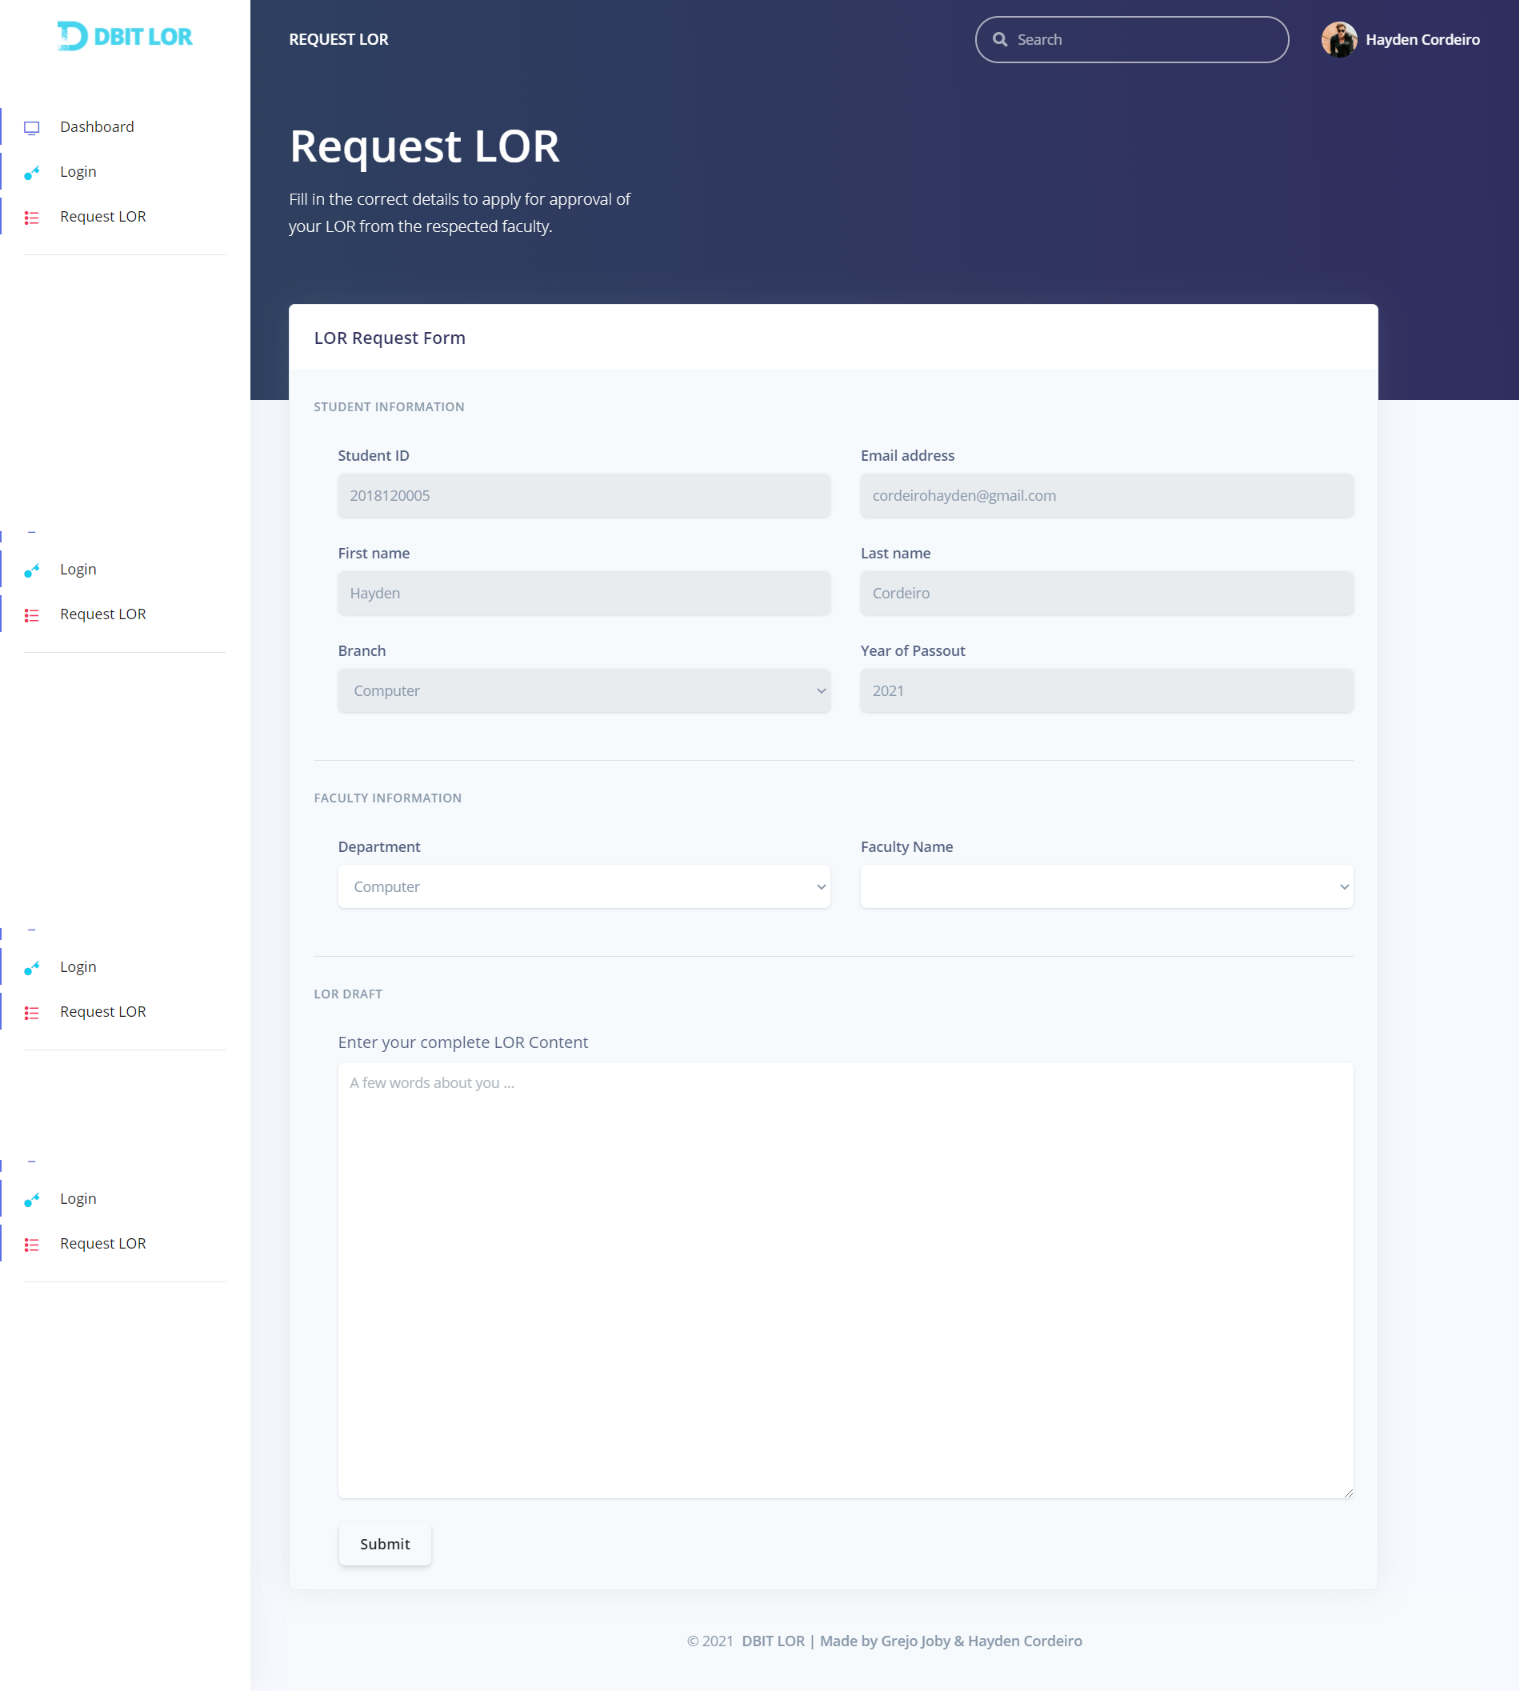 DBIT LOR
Dashboard
Login
Request LOR
Login
Request LOR
Login
Request LOR
Login
Request LOR
REQUEST LOR
Search
Hayden Cordeiro
Request LOR
Fill in the correct details to apply for approval of
your LOR from the respected faculty.
LOR Request Form
STUDENT INFORMATION
Student ID
Email address
2018120005
cordeirohayden@gmail.com
First name
Last name
Hayden
Cordeiro
Branch
Year of Passout
Computer
2021
FACULTY INFORMATION
Department
Faculty Name
Computer
LOR DRAFT
Enter your complete LOR Content
A few words about you ...
Submit
© 2021 DBIT LOR | Made by Grejo Joby & Hayden Cordeiro